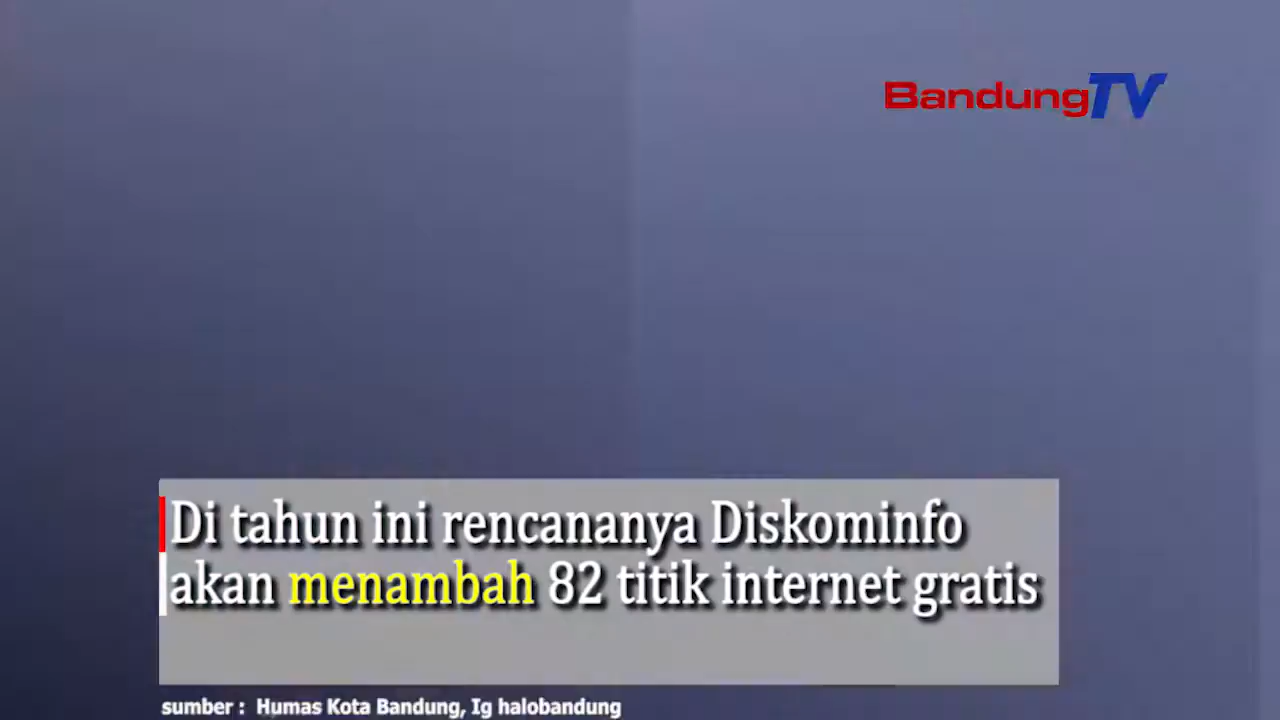 BandungTV
Di tahun ini rencananya Diskominfo
akan menambah 82 titik internet gratis
sumber : Humas Kota Bandung, Ig halobandung